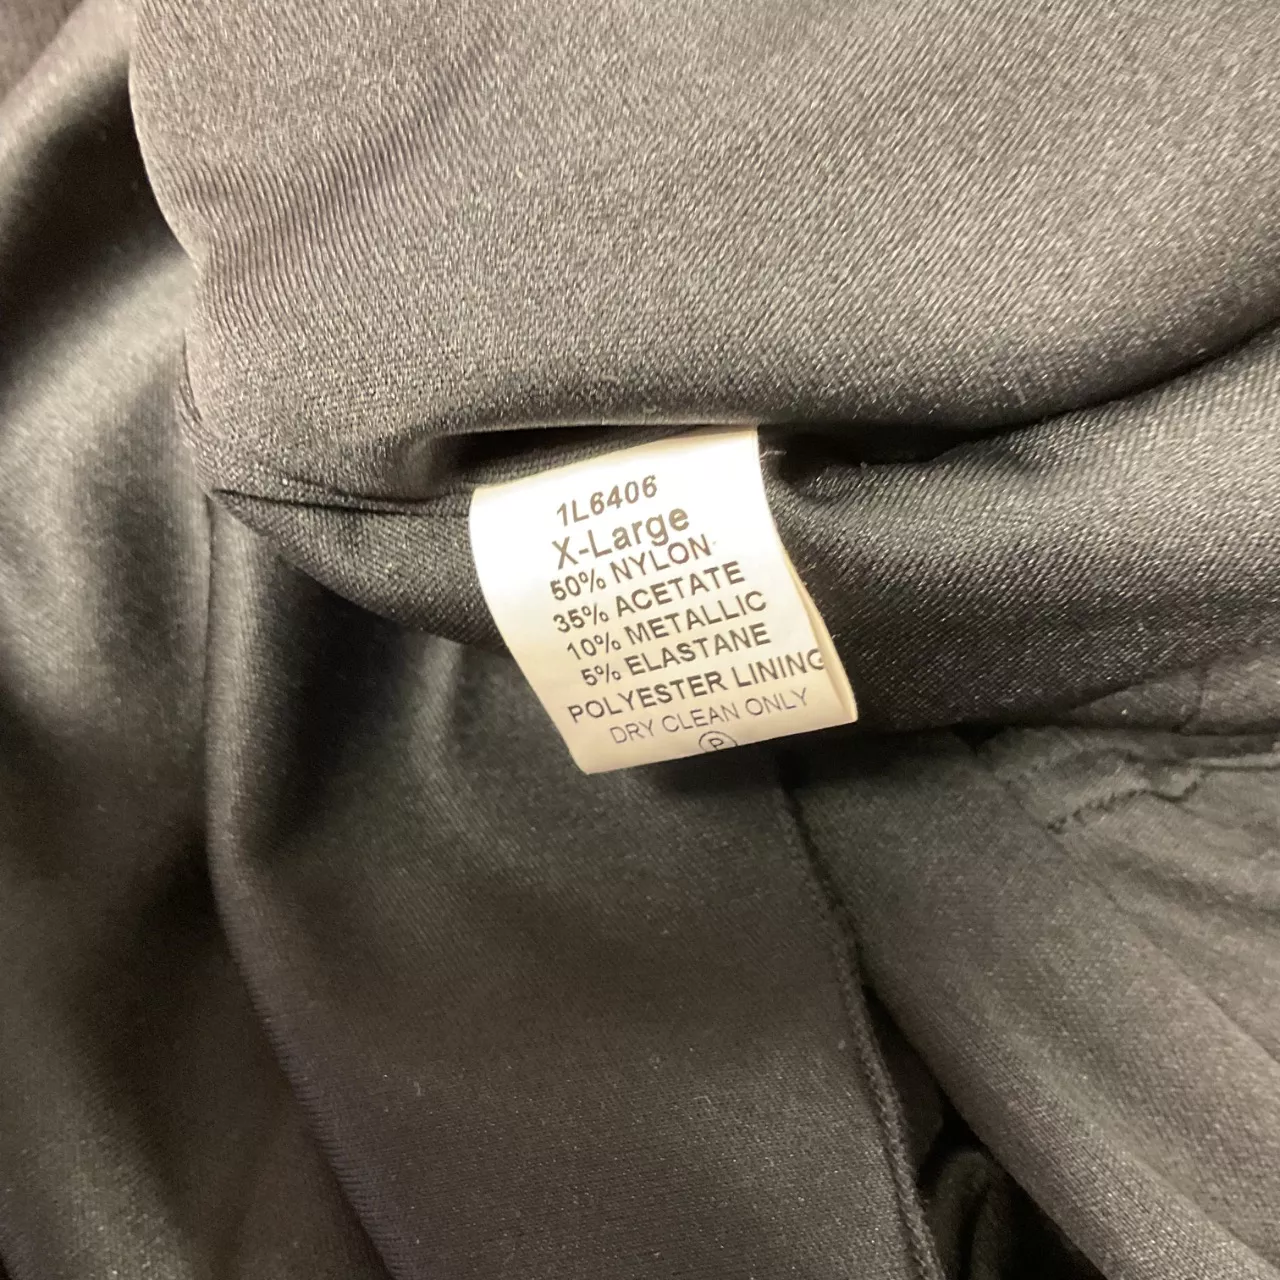 1L6406
X-Large
50% NYLON
35% ACETATE
10% METALLIC
5% ELASTANE
POLYESTER LINING
DRY CLEAN ONLY
P